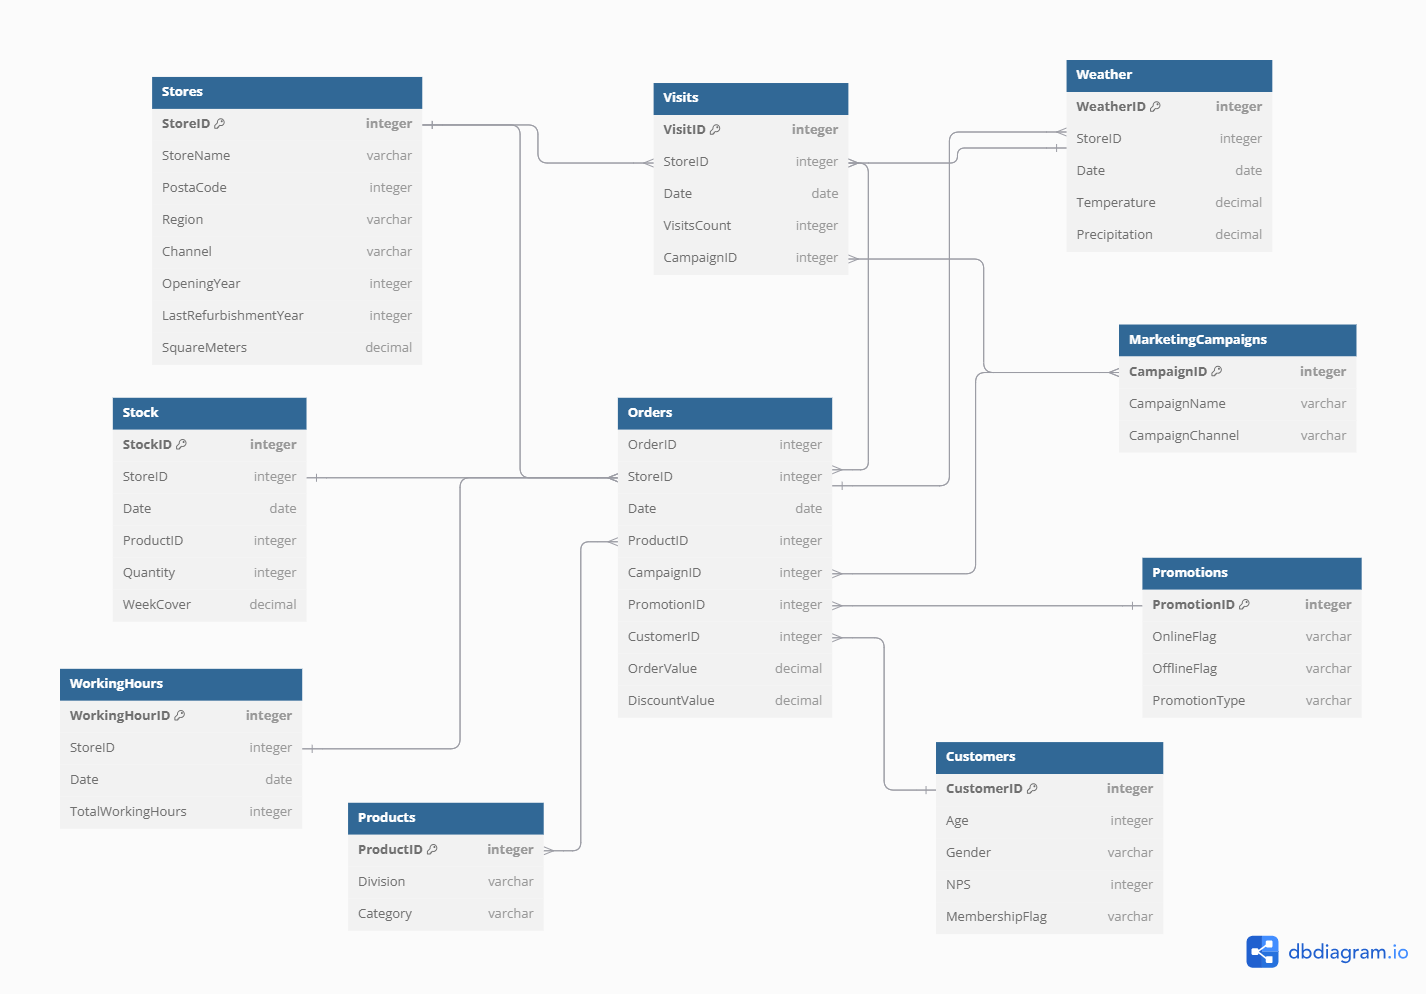 Stores
StoreID integer
StoreName varchar
PostaCode integer
Region varchar
Channel varchar
OpeningYear integer
LastRefurbishmentYear integer
SquareMeters decimal
Visits
VisitID integer
StoreID integer
Date date
VisitsCount integer
CampaignID integer
Weather
WeatherID integer
StoreID integer
Date date
Temperature decimal
Precipitation decimal
MarketingCampaigns
CampaignID integer
CampaignName varchar
CampaignChannel varchar
Stock
StockID integer
StoreID integer
Date date
ProductID integer
Quantity integer
WeekCover decimal
Orders
OrderID integer
StoreID integer
Date date
ProductID integer
CampaignID integer
PromotionID integer
CustomerID integer
OrderValue decimal
DiscountValue decimal
Promotions
PromotionID integer
OnlineFlag varchar
OfflineFlag varchar
PromotionType varchar
WorkingHours
WorkingHourID integer
StoreID integer
Date date
TotalWorkingHours integer
Products
ProductID integer
Division varchar
Category varchar
Customers
CustomerID integer
Age integer
Gender varchar
NPS integer
MembershipFlag varchar
dbdiagram.io